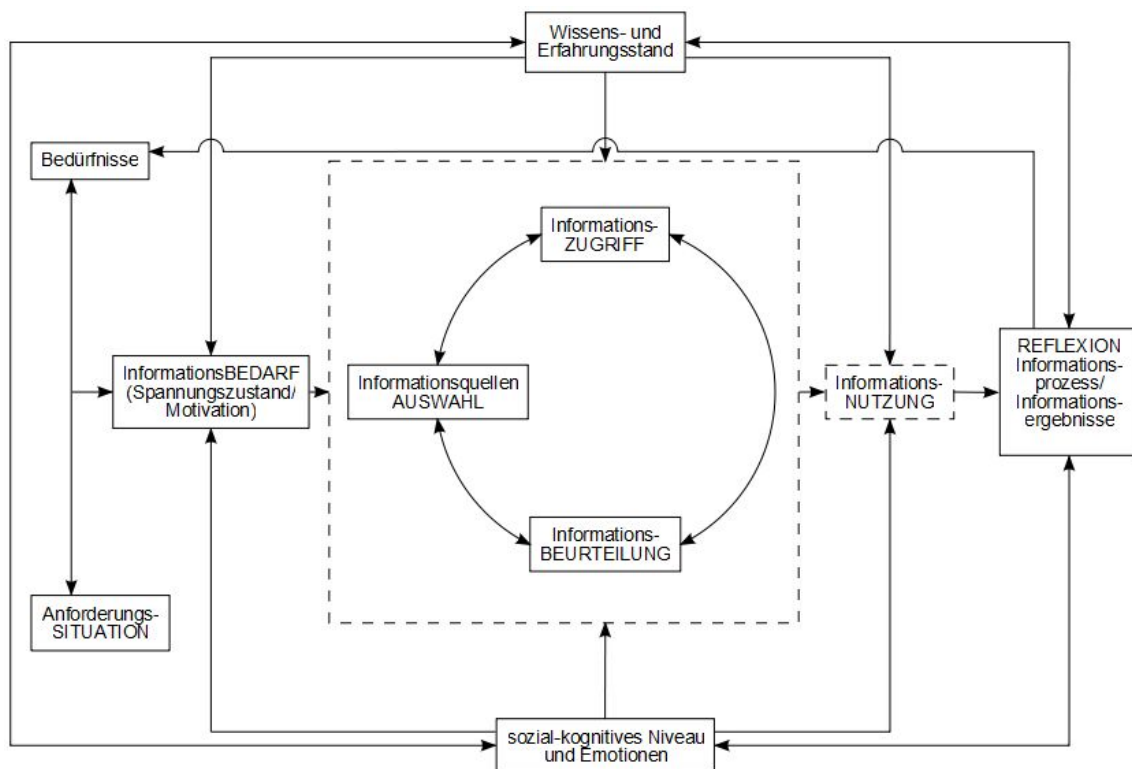 Wissens- und
Erfahrungsstand
Bedürfnisse
Informations-
ZUGRIFF
InformationsBEDARF
(Spannungszustand/
Motivation)
Informationsquellen
AUSWAHL
Informations-
NUTZUNG
REFLEXION
Informations-
prozess/
Informations-
ergebnisse
Informations-
BEURTEILUNG
Anforderungs-
SITUATION
sozial-kognitives Niveau
und Emotionen